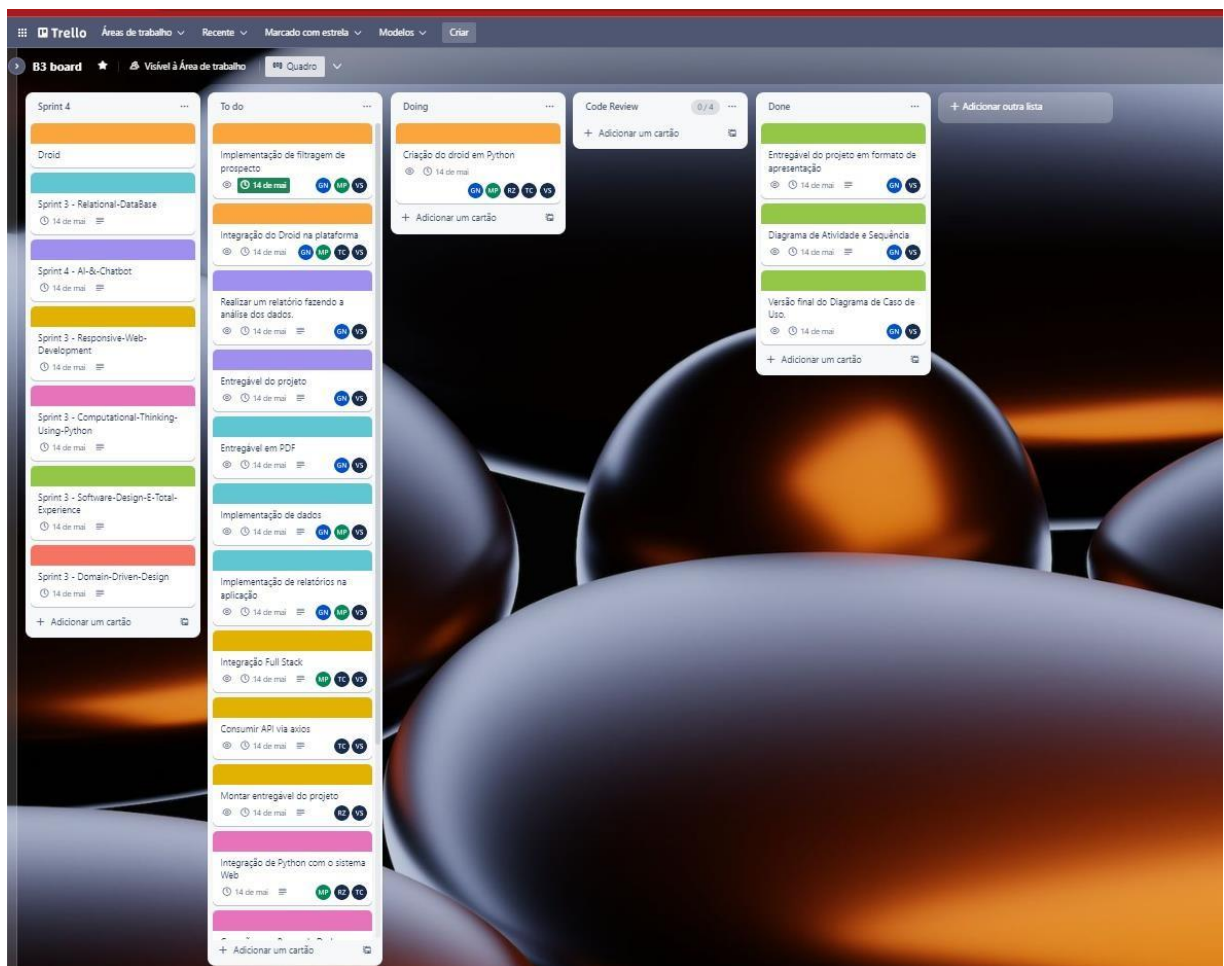 Trello Áreas de trabalho Recente Marcado com estrela Modelos Criar
B3 board Visível à Área de trabalho Quadro
Sprint 4
Droid
Sprint 3 - Relational-DataBase
14 de mai
Sprint 4 - AI-&-Chatbot
14 de mai
Sprint 3 - Responsive-Web-
Development
14 de mai
Sprint 3 - Computational-Thinking-
Using-Python
14 de mai
Sprint 3 - Software-Design-E-Total-
Experience
14 de mai
Sprint 3 - Domain-Driven-Design
14 de mai
+ Adicionar um cartão
To do
Implementação de filtragem de
prospecto
14 de mai GN MP VS
Integração do Droid na plataforma
14 de mai GN MP TC VS
Realizar um relatório fazendo a
análise dos dados.
14 de mai GN VS
Entregável do projeto
14 de mai GN VS
Entregável em PDF
14 de mai GN VS
Implementação de dados
14 de mai GN MP VS
Implementação de relatórios na
aplicação
14 de mai GN MP VS
Integração Full Stack
14 de mai MP TC VS
Consumir API via axios
14 de mai TC VS
Montar entregável do projeto
14 de mai RZ VS
Integração de Python com o sistema
Web
14 de mai MP RZ TC
+ Adicionar um cartão
Doing
Criação do droid em Python
14 de mai
GN MP RZ TC VS
+ Adicionar um cartão
Code Review 0/4
+ Adicionar um cartão
Done
Entregável do projeto em formato de
apresentação
14 de mai GN VS
Diagrama de Atividade e Sequência
14 de mai GN VS
Versão final do Diagrama de Caso de
Uso.
14 de mai GN VS
+ Adicionar um cartão
+ Adicionar outra lista